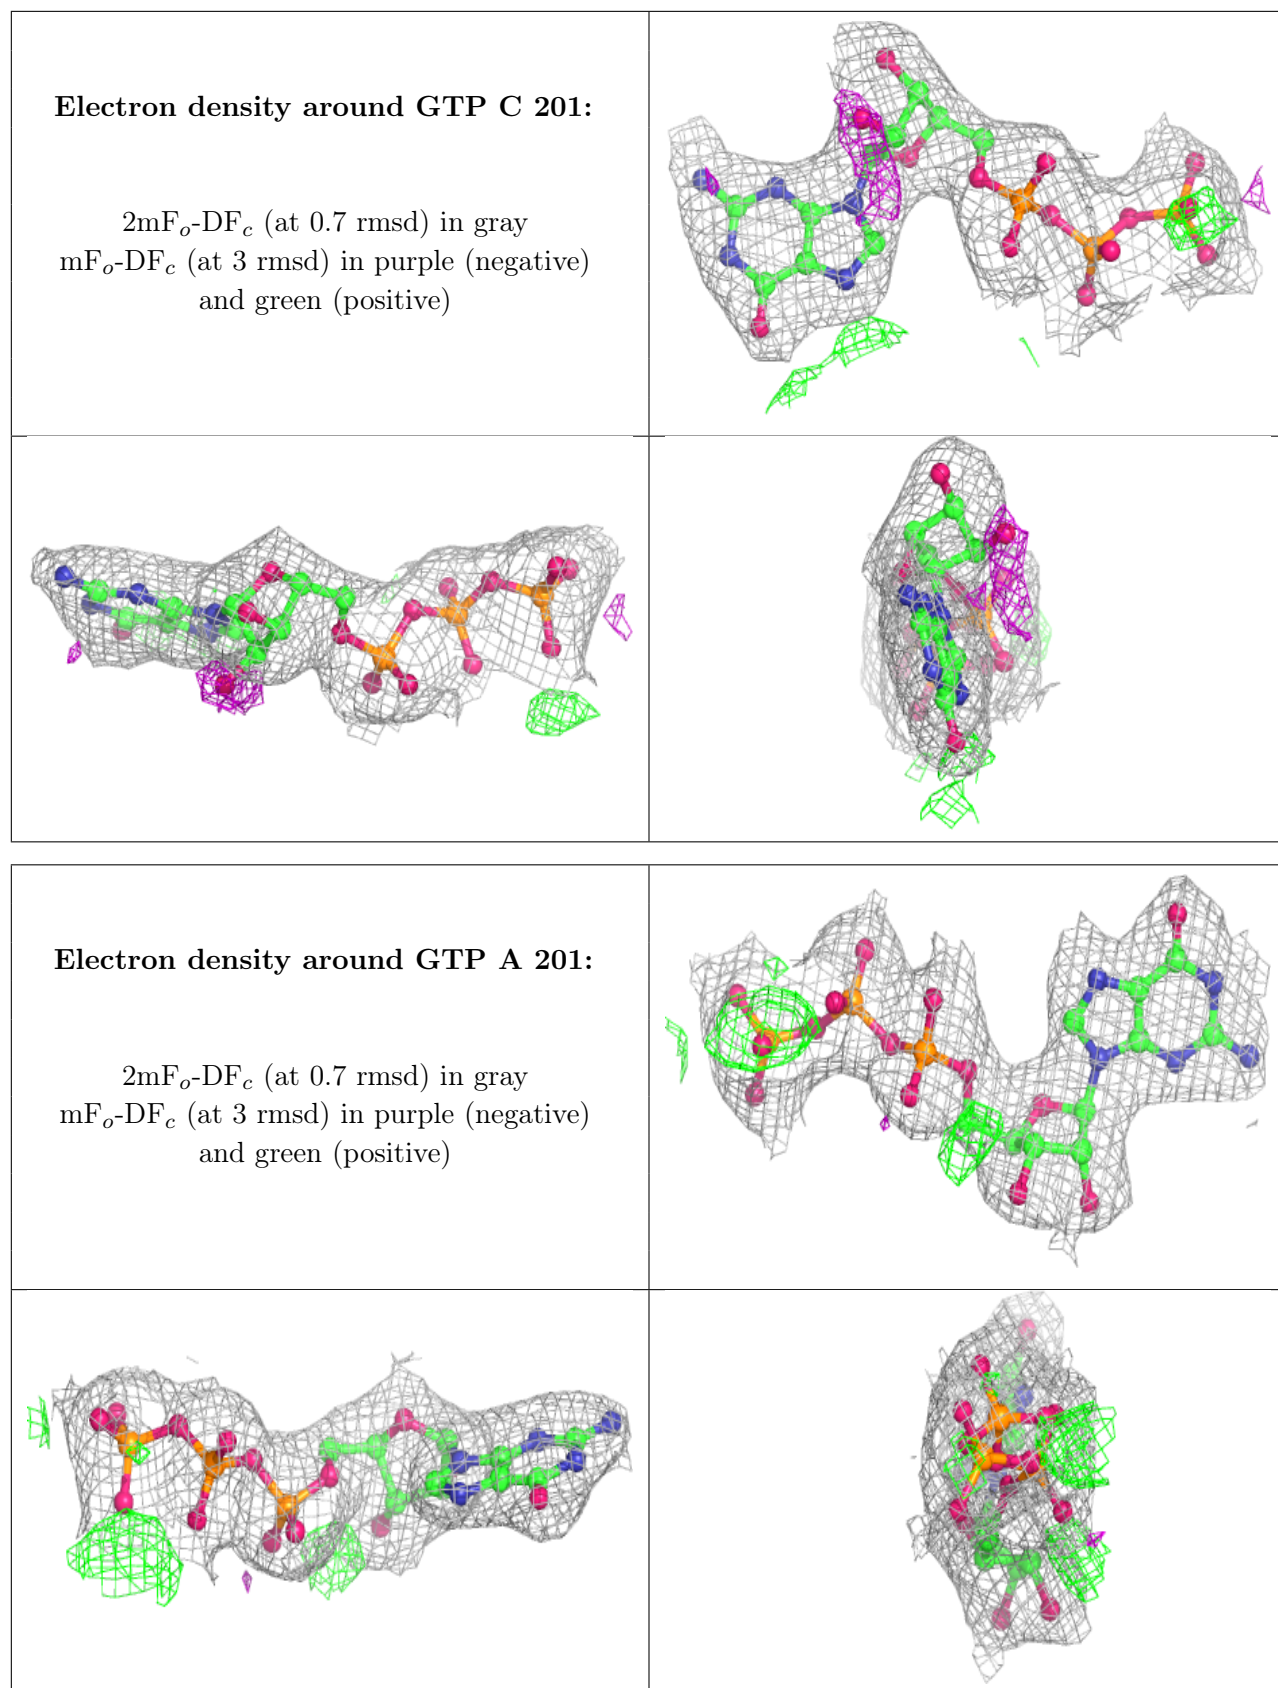 Electron density around GTP C 201:
2mFo-DFc (at 0.7 rmsd) in gray
mFo-DFc (at 3 rmsd) in purple (negative)
and green (positive)
Electron density around GTP A 201:
2mFo-DFc (at 0.7 rmsd) in gray
mFo-DFc (at 3 rmsd) in purple (negative)
and green (positive)